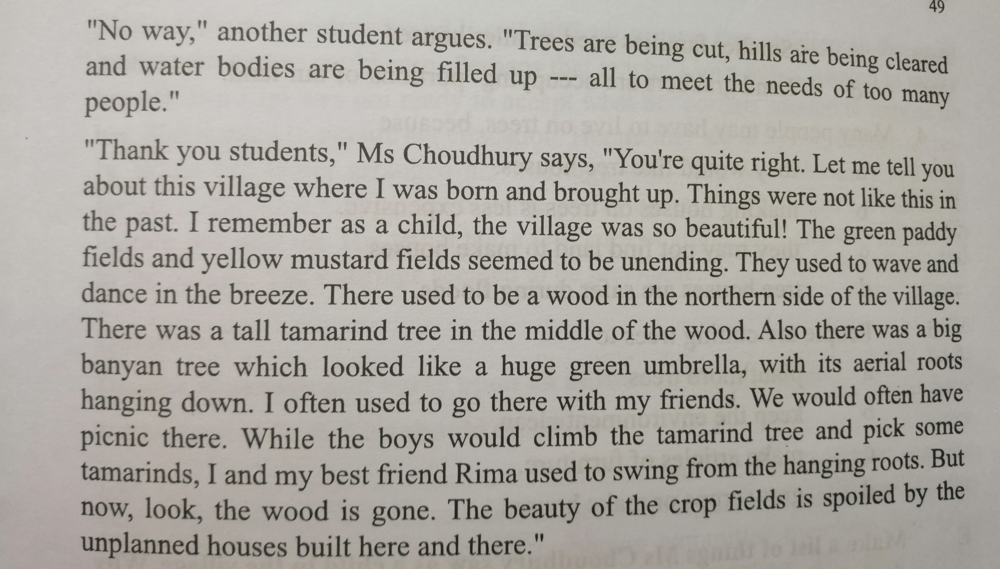 49
"No way," another student argues. "Trees are being cut, hills are being cleared
and water bodies are being filled up --- all to meet the needs of too many
people."
"Thank you students," Ms Choudhury says, "You're quite right. Let me tell you
about this village where I was born and brought up. Things were not like this in
the past. I remember as a child, the village was so beautiful! The green paddy
fields and yellow mustard fields seemed to be unending. They used to wave and
dance in the breeze. There used to be a wood in the northern side of the village.
There was a tall tamarind tree in the middle of the wood. Also there was a big
banyan tree which looked like a huge green umbrella, with its aerial roots
hanging down. I often used to go there with my friends. We would often have
picnic there. While the boys would climb the tamarind tree and pick some
tamarinds, I and my best friend Rima used to swing from the hanging roots. But
now, look, the wood is gone. The beauty of the crop fields is spoiled by the
unplanned houses built here and there."